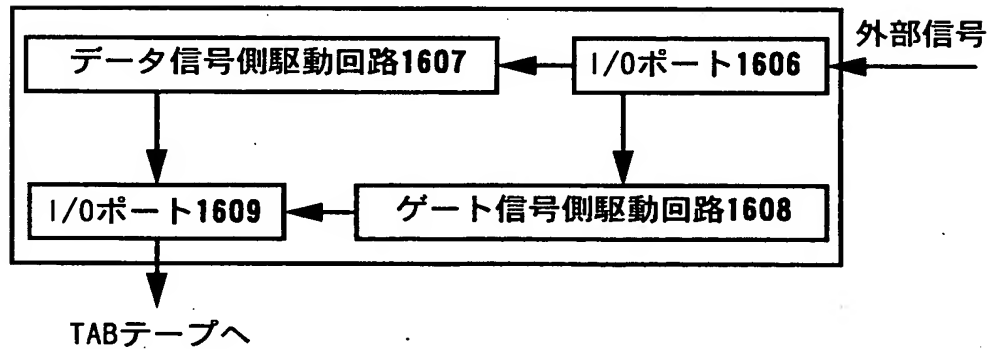 外部信号
データ信号側駆動回路1607
I/Oポート1606
I/Oポート1609
ゲート信号側駆動回路1608
TABテープへ